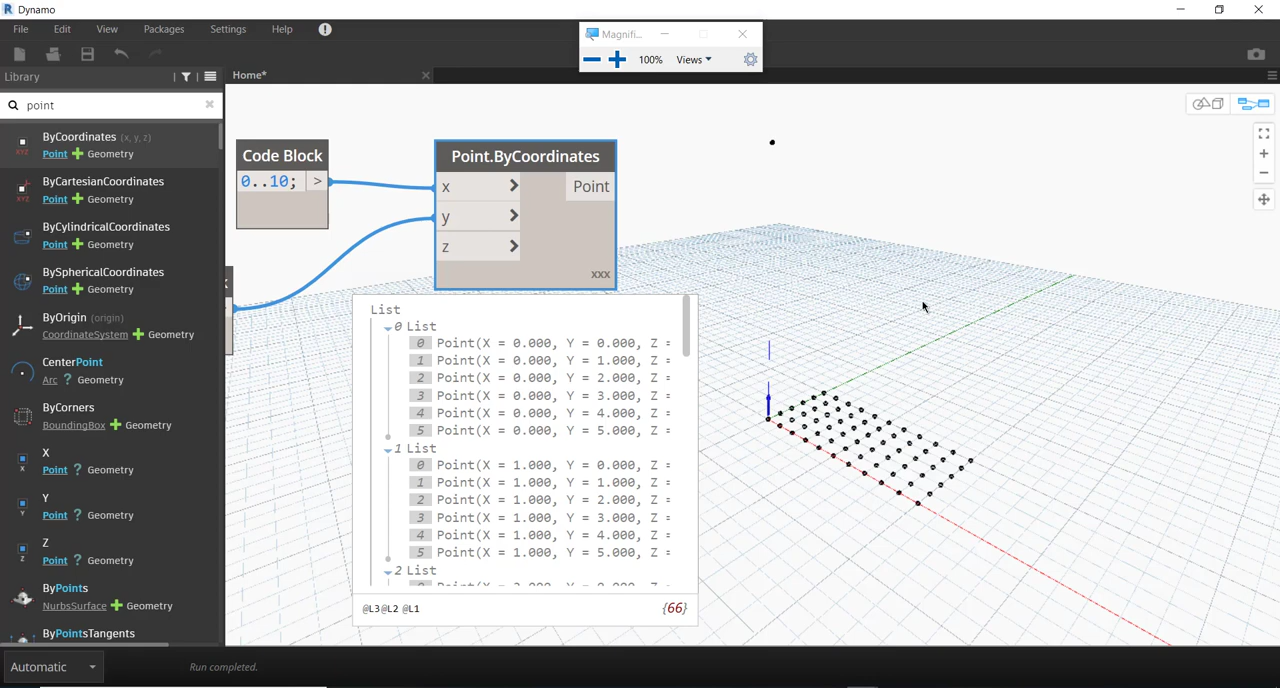 Dynamo
File Edit View Packages Settings Help
Magnifi...
100% Views
Library
Home*
point
ByCoordinates (x, y, z)
Point Geometry
ByCartesianCoordinates
Point Geometry
ByCylindricalCoordinates
Point Geometry
BySphericalCoordinates
Point Geometry
ByOrigin (origin)
CoordinateSystem Geometry
CenterPoint
Arc ? Geometry
ByCorners
BoundingBox Geometry
X
Point ? Geometry
Y
Point ? Geometry
Z
Point ? Geometry
ByPoints
NurbsSurface Geometry
ByPointsTangents
Code Block
0..10; >
Point.ByCoordinates
x > Point
y >
z >
xxx
List
0 List
0 Point(X = 0.000, Y = 0.000, Z =
1 Point(X = 0.000, Y = 1.000, Z =
2 Point(X = 0.000, Y = 2.000, Z =
3 Point(X = 0.000, Y = 3.000, Z =
4 Point(X = 0.000, Y = 4.000, Z =
5 Point(X = 0.000, Y = 5.000, Z =
1 List
0 Point(X = 1.000, Y = 0.000, Z =
1 Point(X = 1.000, Y = 1.000, Z =
2 Point(X = 1.000, Y = 2.000, Z =
3 Point(X = 1.000, Y = 3.000, Z =
4 Point(X = 1.000, Y = 4.000, Z =
5 Point(X = 1.000, Y = 5.000, Z =
2 List
@L3 @L2 @L1 {66}
Automatic Run completed.